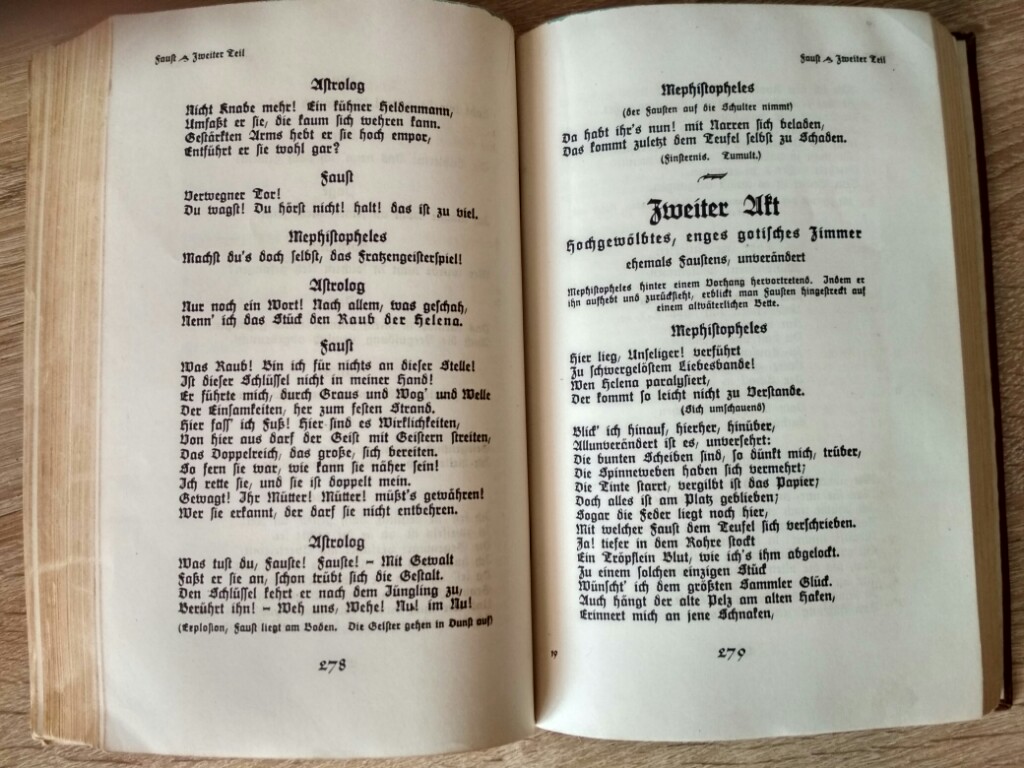 Faust ~ Zweiter Teil
Astrolog
Nicht Knabe mehr! Ein kühner Heldenmann,
Umfaßt er sie, die kaum sich wehren kann.
Gestärkten Arms hebt er sie hoch empor,
Entführt er sie wohl gar?
Faust
Verwegner Tor!
Du wagst! Du hörst nicht! halt! das ist zu viel.
Mephistopheles
Machst du's doch selbst, das Fratzengeisterspiel!
Astrolog
Nur noch ein Wort! Nach allem, was geschah,
Nenn' ich das Stück den Raub der Helena.
Faust
Was Raub! Bin ich für nichts an dieser Stelle!
Ist dieser Schlüssel nicht in meiner Hand!
Er führte mich, durch Graus und Wog' und Welle
Der Einsamkeiten, her zum festen Strand.
Hier fass' ich Fuß! Hier sind es Wirklichkeiten,
Von hier aus darf der Geist mit Geistern streiten,
Das Doppelreich, das große, sich bereiten.
So fern sie war, wie kann sie näher sein!
Ich rette sie, und sie ist doppelt mein.
Gewagt! Ihr Mütter! Mütter! müßt's gewähren!
Wer sie erkannt, der darf sie nicht entbehren.
Astrolog
Was tust du, Fauste! Fauste! – Mit Gewalt
Faßt er sie an, schon trübt sich die Gestalt.
Den Schlüssel kehrt er nach dem Jüngling zu,
Berührt ihn! – Weh uns, Wehe! Nu! im Nu!
(Explosion, Faust liegt am Boden. Die Geister gehen in Dunst auf)
278
Faust ~ Zweiter Teil
Mephistopheles
(der Fausten auf die Schulter nimmt)
Da habt ihr's nun! mit Narren sich beladen,
Das kommt zuletzt dem Teufel selbst zu Schaden.
(Finsternis. Tumult.)
Zweiter Akt
Hochgewölbtes, enges gotisches Zimmer
ehemals Faustens, unverändert
Mephistopheles hinter einem Vorhang hervortretend. Indem er
ihn aufhebt und zurücksieht, erblickt man Fausten hingestreckt auf
einem altväterlichen Bette.
Mephistopheles
Hier lieg, Unseliger! verführt
Zu schwergelöstem Liebesbande!
Wen Helena paralysiert,
Der kommt so leicht nicht zu Verstande.
(Sich umschauend)
Blick' ich hinauf, hierher, hinüber,
Allunverändert ist es, unversehrt:
Die bunten Scheiben sind, so dünkt mich, trüber,
Die Spinneweben haben sich vermehrt;
Die Tinte starrt, vergilbt ist das Papier;
Doch alles ist am Platz geblieben;
Sogar die Feder liegt noch hier,
Mit welcher Faust dem Teufel sich verschrieben.
Ja! tiefer in dem Rohre stockt
Ein Tröpflein Blut, wie ich's ihm abgelockt.
Zu einem solchen einzigen Stück
Wünscht' ich dem größten Sammler Glück.
Auch hängt der alte Pelz am alten Haken,
Erinnert mich an jene Schnaken,
19
279